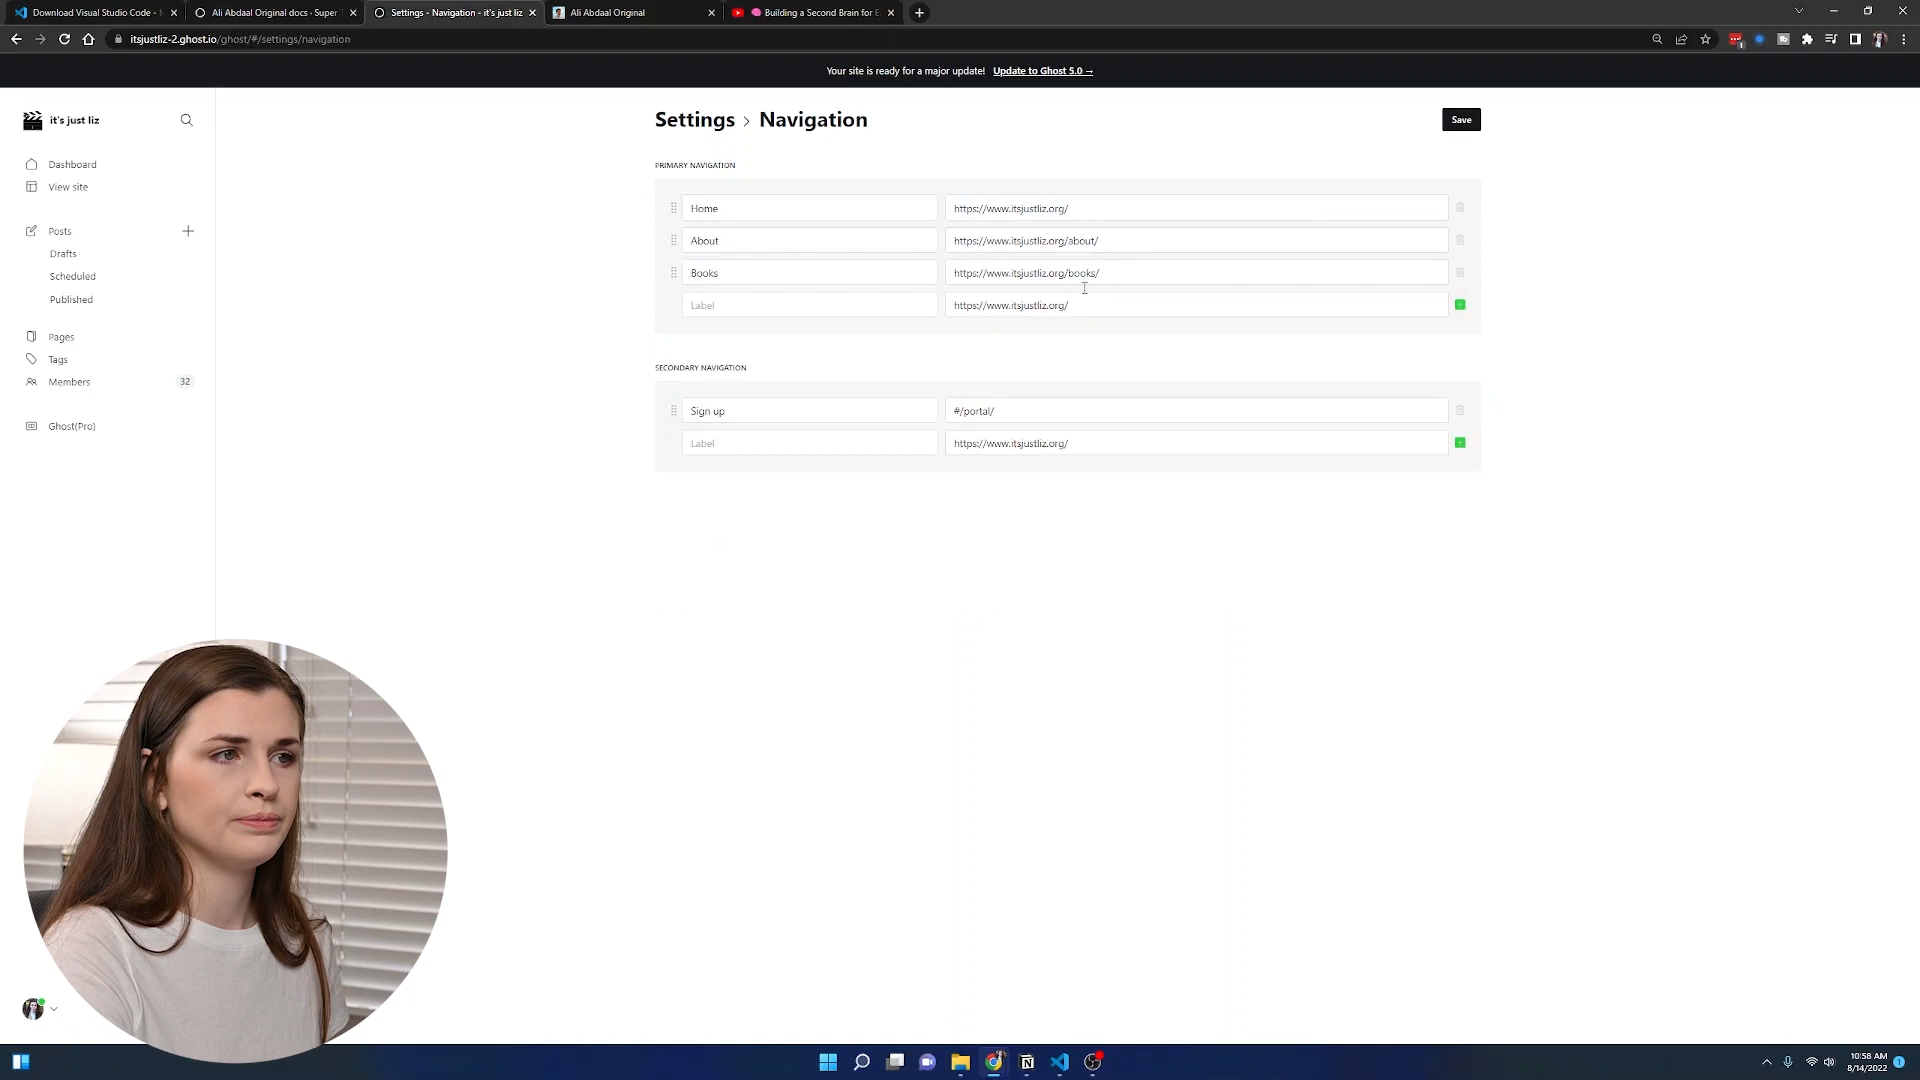 Download Visual Studio Code - M
Ali Abdaal Original docs · Super T
Settings - Navigation - it's just liz
Ali Abdaal Original
Building a Second Brain for E
itsjustliz-2.ghost.io/ghost/#/settings/navigation
Your site is ready for a major update! Update to Ghost 5.0 →
it's just liz
Settings › Navigation
Save
Dashboard
View site
Posts
Drafts
Scheduled
Published
Pages
Tags
Members 32
Ghost(Pro)
PRIMARY NAVIGATION
Home https://www.itsjustliz.org/
About https://www.itsjustliz.org/about/
Books https://www.itsjustliz.org/books/
Label https://www.itsjustliz.org/
SECONDARY NAVIGATION
Sign up #/portal/
Label https://www.itsjustliz.org/
10:58 AM
8/14/2022